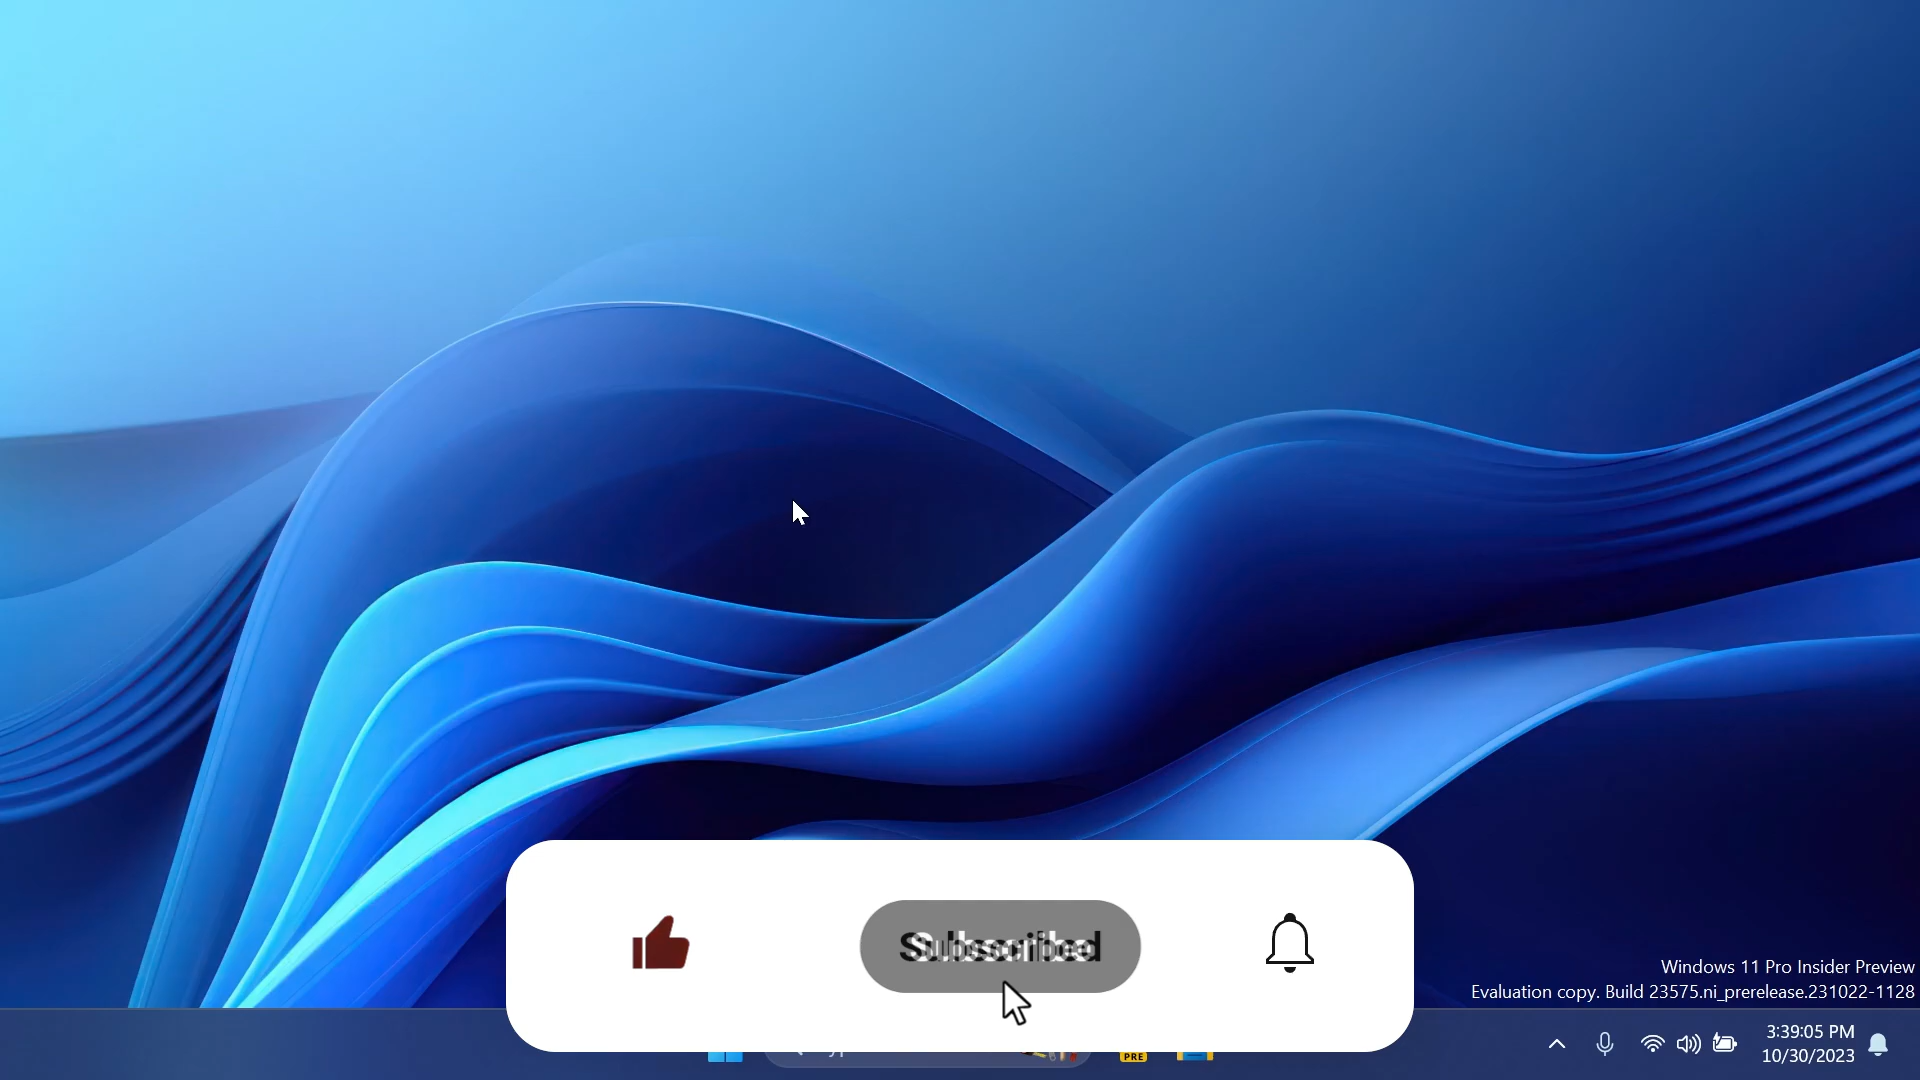 Subscribed
Windows 11 Pro Insider Preview
Evaluation copy. Build 23575.ni_prerelease.231022-1128
PRE
3:39:05 PM
10/30/2023